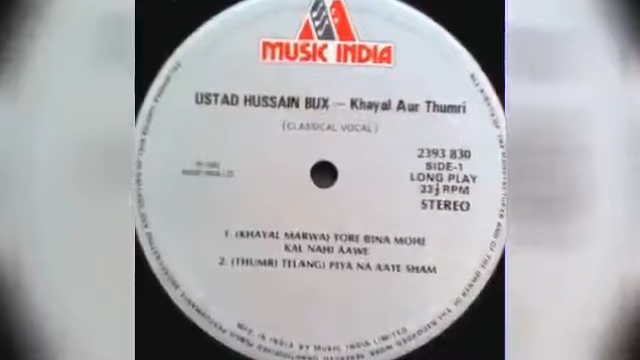 MUSIC INDIA
USTAD HUSSAIN BUX — Khayal Aur Thumri
(CLASSICAL VOCAL)
2393 830
SIDE-1
LONG PLAY
33⅓ RPM
STEREO
1. (KHAYAL MARWA) TORE BINA MOHE
KAL NAHI AAWE
2. (THUMRI TELANG) PIYA NA AAYE SHAM
MFG. IN INDIA BY MUSIC INDIA LIMITED